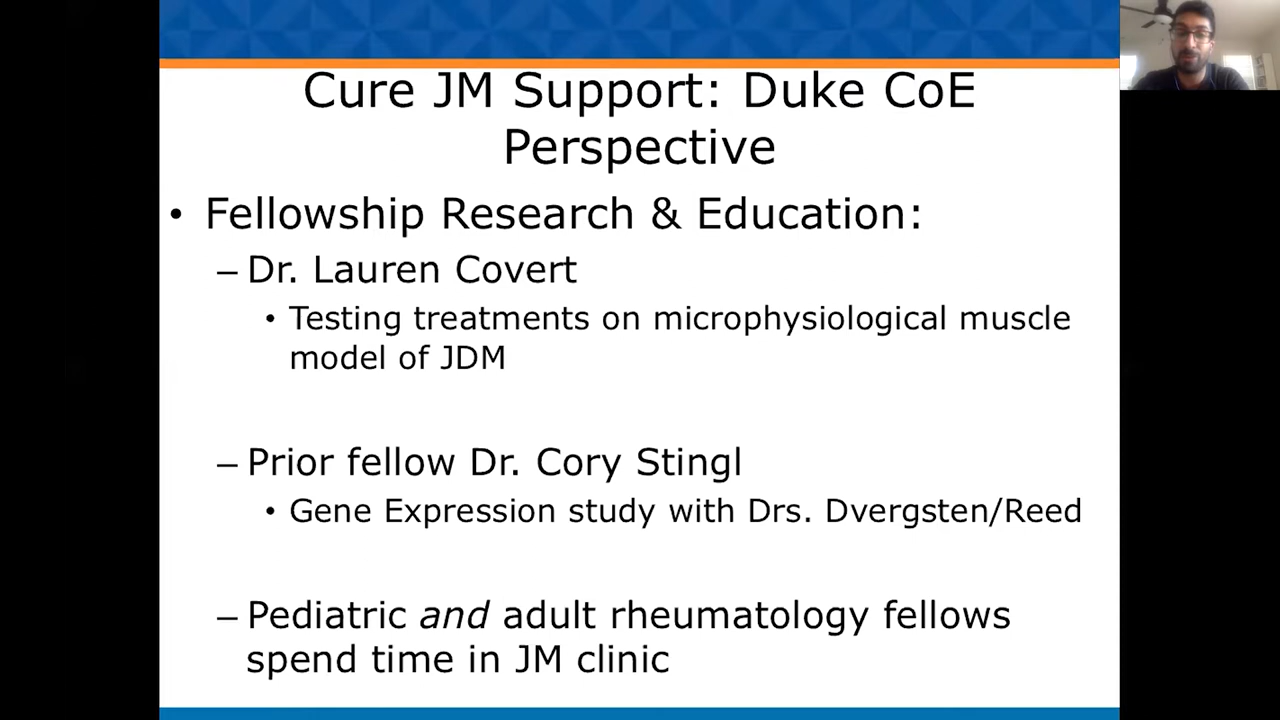 Cure JM Support: Duke CoE
Perspective
• Fellowship Research & Education:
– Dr. Lauren Covert
• Testing treatments on microphysiological muscle
model of JDM
– Prior fellow Dr. Cory Stingl
• Gene Expression study with Drs. Dvergsten/Reed
– Pediatric and adult rheumatology fellows
spend time in JM clinic